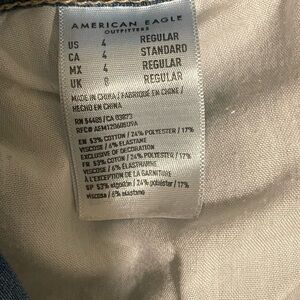 AMERICAN EAGLE
OUTFITTERS
US 4 REGULAR
CA 4 STANDARD
MX 4 REGULAR
UK 8 REGULAR
MADE IN CHINA / FABRIQUÉ EN CHINE /
HECHO EN CHINA
RN 54485 / CA 03873
RFC# AEM120606U9A
EN 53% COTTON / 24% POLYESTER / 17%
VISCOSE / 6% ELASTANE
EXCLUSIVE OF DECORATION
FR 53% COTON / 24% POLYESTER / 17%
VISCOSE / 6% ÉLASTHANNE
À L'EXCEPTION DE LA GARNITURE
SP 53% algodón / 24% poliéster / 17%
viscosa / 6% elastano